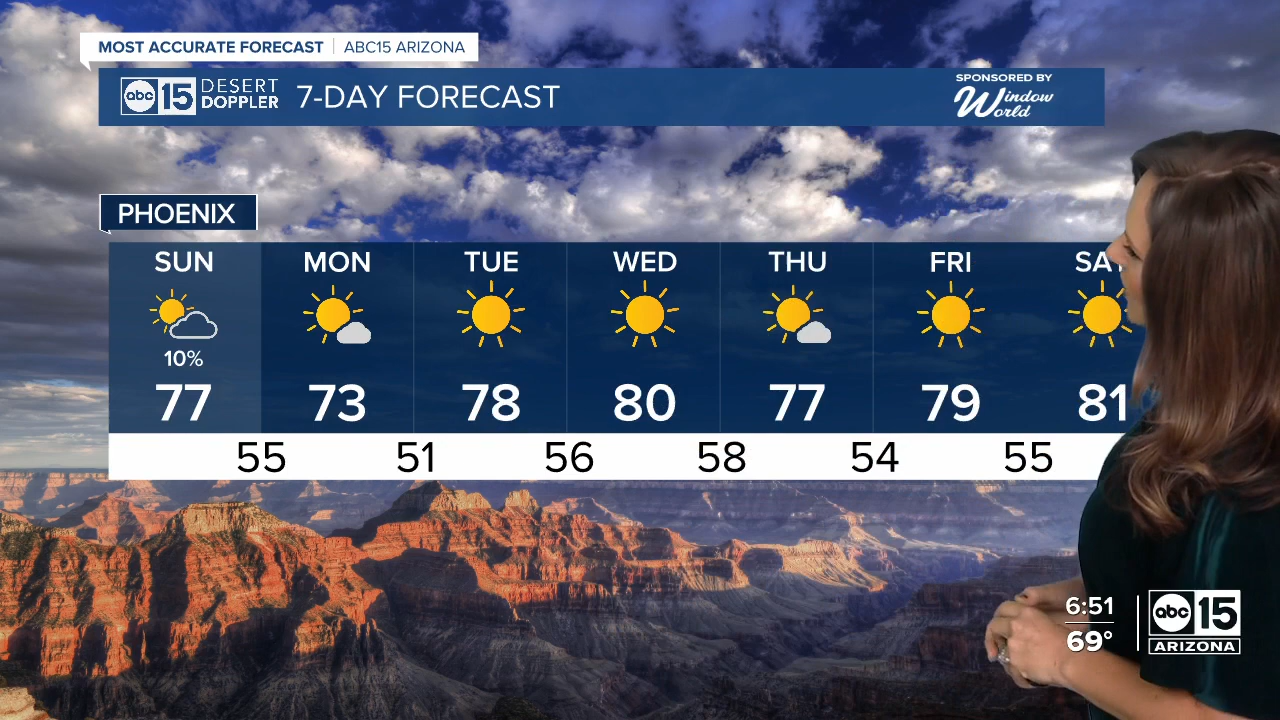 MOST ACCURATE FORECAST | ABC15 ARIZONA
abc 15 DESERT DOPPLER 7-DAY FORECAST
SPONSORED BY
Window World
PHOENIX
SUN MON TUE WED THU FRI SAT
10%
77 73 78 80 77 79 81
55 51 56 58 54 55
6:51
69°
abc 15
ARIZONA